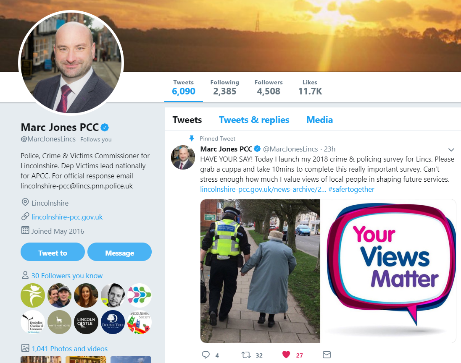 Tweets
6,090
Following
2,385
Followers
4,508
Likes
11.7K
Marc Jones PCC
@MarcJonesLincs Follows you
Police, Crime & Victims Commissioner for
Lincolnshire. Dep Victims lead nationally
for APCC. For official response email
lincolnshire-pcc@lincs.pnn.police.uk
Lincolnshire
lincolnshire-pcc.gov.uk
Joined May 2016
Tweet to
Message
30 Followers you know
LINCOLN
CASTLE
1,041 Photos and videos
Tweets
Tweets & replies
Media
Pinned Tweet
Marc Jones PCC @MarcJonesLincs · 23h
HAVE YOUR SAY! Today I launch my 2018 crime & policing survey for Lincs. Please
grab a cuppa and take 10mins to complete this really important survey. Can't
stress enough how much I value views of local people in shaping future services.
lincolnshire-pcc.gov.uk/news-archive/2... #safertogether
Your
Views
Matter
4
32
27